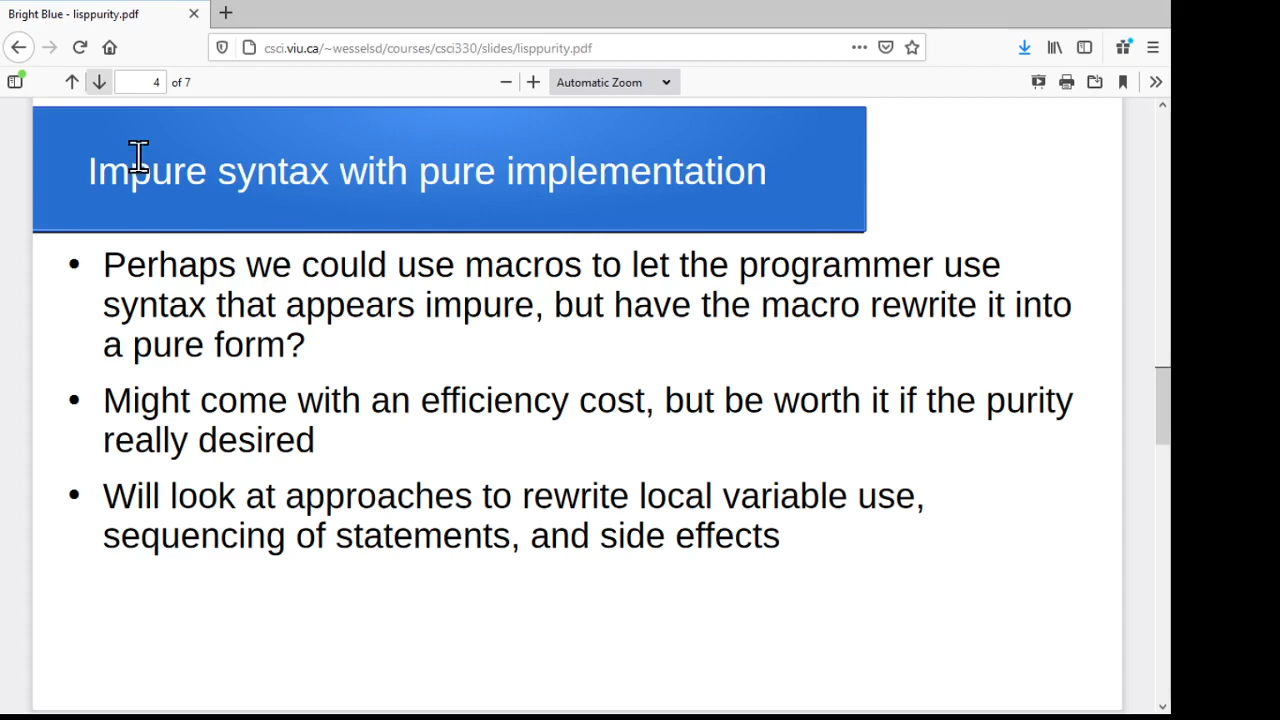 Bright Blue - lisppurity.pdf
csci.viu.ca/~wesselsd/courses/csci330/slides/lisppurity.pdf
4 of 7
Automatic Zoom
Impure syntax with pure implementation
• Perhaps we could use macros to let the programmer use
syntax that appears impure, but have the macro rewrite it into
a pure form?
• Might come with an efficiency cost, but be worth it if the purity
really desired
• Will look at approaches to rewrite local variable use,
sequencing of statements, and side effects